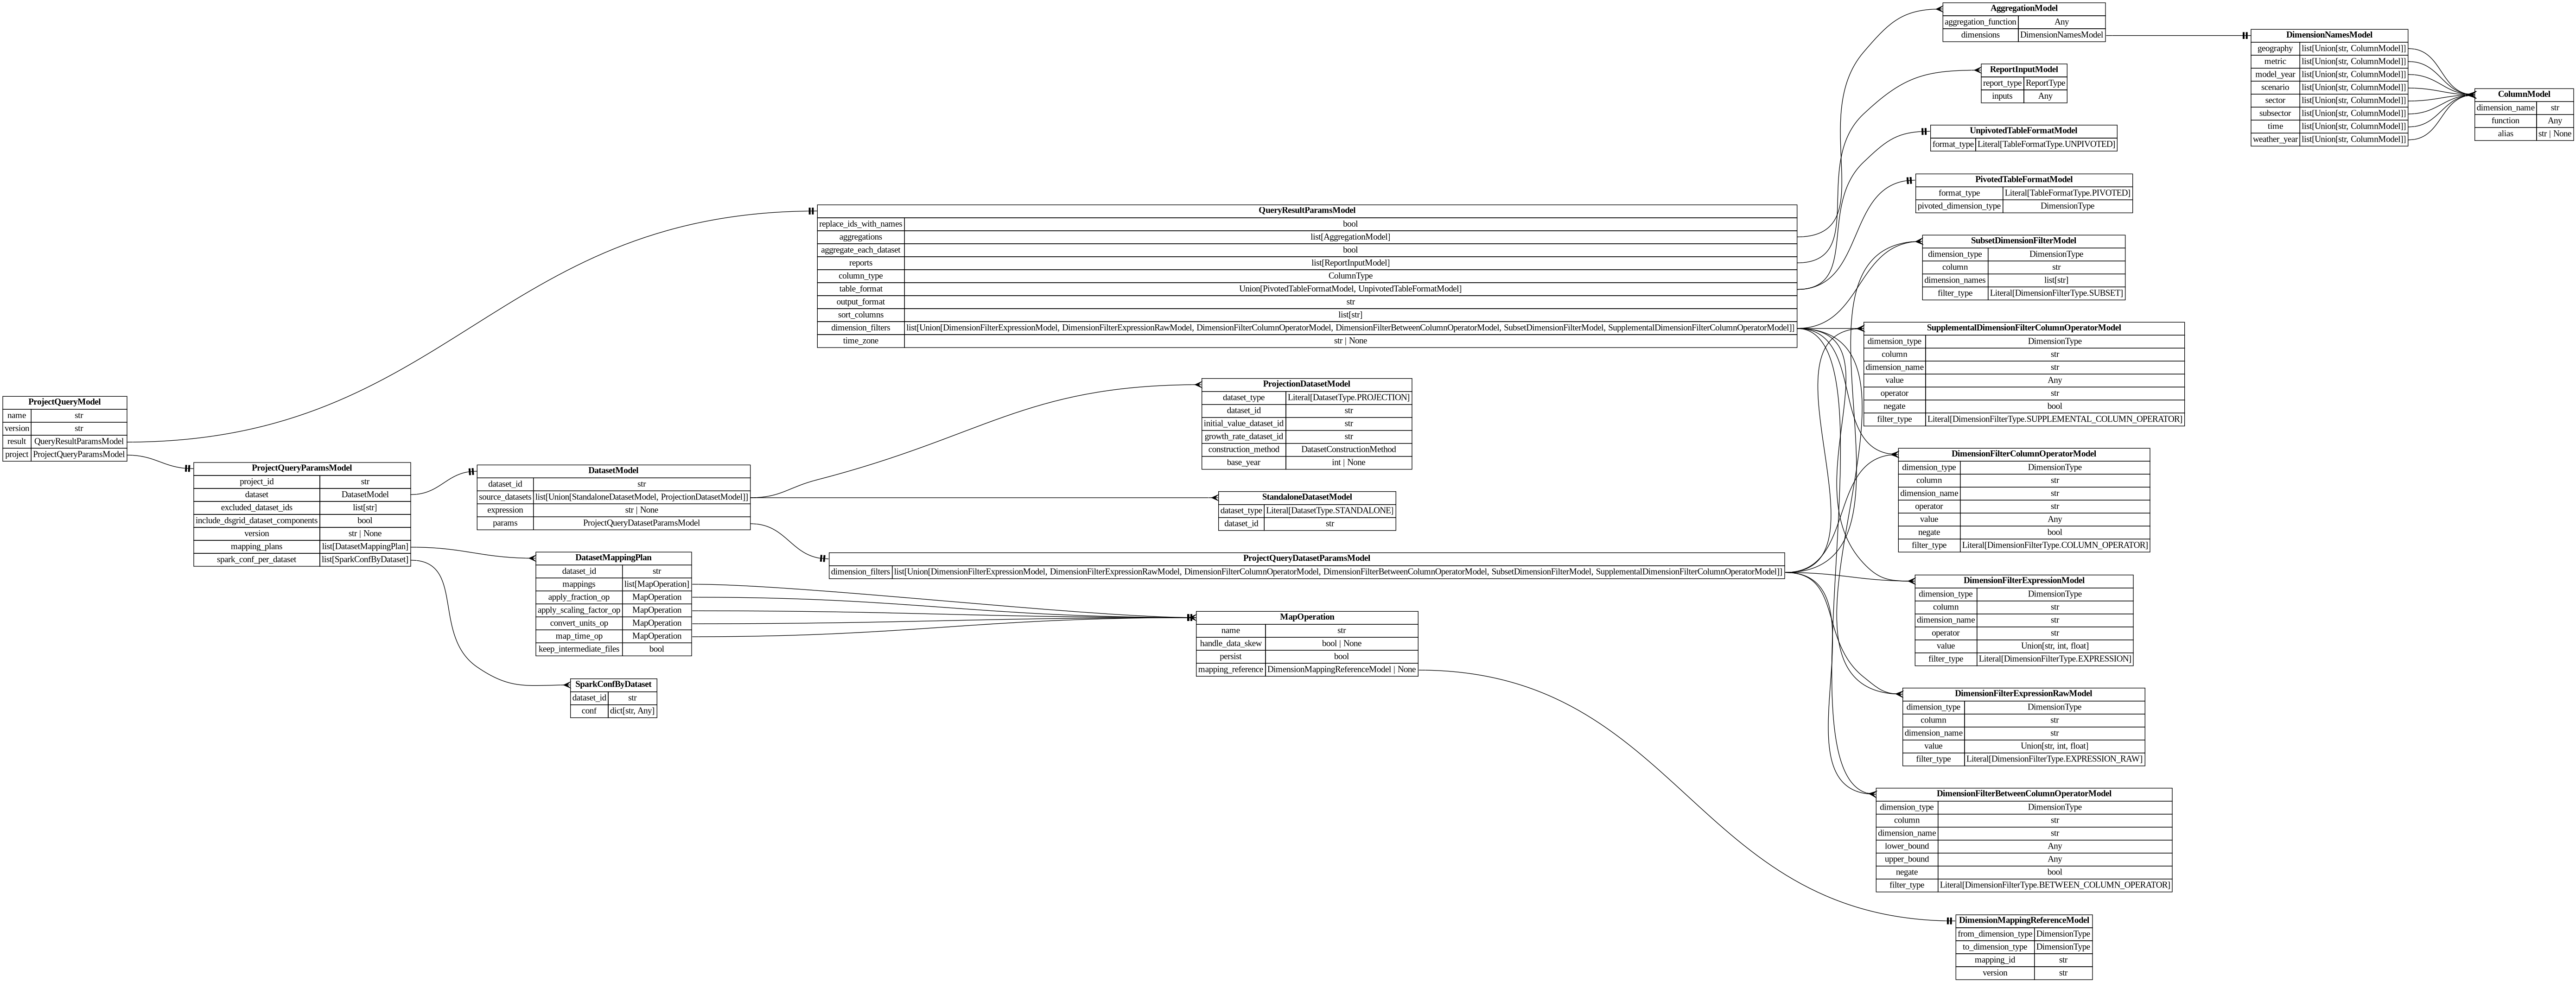 ProjectQueryModel
name str
version str
result QueryResultParamsModel
project ProjectQueryParamsModel
ProjectQueryParamsModel
project_id str
dataset DatasetModel
excluded_dataset_ids list[str]
include_dsgrid_dataset_components bool
version str | None
mapping_plans list[DatasetMappingPlan]
spark_conf_per_dataset list[SparkConfByDataset]
DatasetModel
dataset_id str
source_datasets list[Union[StandaloneDatasetModel, ProjectionDatasetModel]]
expression str | None
params ProjectQueryDatasetParamsModel
DatasetMappingPlan
dataset_id str
mappings list[MapOperation]
apply_fraction_op MapOperation
apply_scaling_factor_op MapOperation
convert_units_op MapOperation
map_time_op MapOperation
keep_intermediate_files bool
SparkConfByDataset
dataset_id str
conf dict[str, Any]
QueryResultParamsModel
replace_ids_with_names bool
aggregations list[AggregationModel]
aggregate_each_dataset bool
reports list[ReportInputModel]
column_type ColumnType
table_format Union[PivotedTableFormatModel, UnpivotedTableFormatModel]
output_format str
sort_columns list[str]
dimension_filters list[Union[DimensionFilterExpressionModel, DimensionFilterExpressionRawModel, DimensionFilterColumnOperatorModel, DimensionFilterBetweenColumnOperatorModel, SubsetDimensionFilterModel, SupplementalDimensionFilterColumnOperatorModel]]
time_zone str | None
ProjectionDatasetModel
dataset_type Literal[DatasetType.PROJECTION]
dataset_id str
initial_value_dataset_id str
growth_rate_dataset_id str
construction_method DatasetConstructionMethod
base_year int | None
StandaloneDatasetModel
dataset_type Literal[DatasetType.STANDALONE]
dataset_id str
ProjectQueryDatasetParamsModel
dimension_filters list[Union[DimensionFilterExpressionModel, DimensionFilterExpressionRawModel, DimensionFilterColumnOperatorModel, DimensionFilterBetweenColumnOperatorModel, SubsetDimensionFilterModel, SupplementalDimensionFilterColumnOperatorModel]]
MapOperation
name str
handle_data_skew bool | None
persist bool
mapping_reference DimensionMappingReferenceModel | None
AggregationModel
aggregation_function Any
dimensions DimensionNamesModel
ReportInputModel
report_type ReportType
inputs Any
UnpivotedTableFormatModel
format_type Literal[TableFormatType.UNPIVOTED]
PivotedTableFormatModel
format_type Literal[TableFormatType.PIVOTED]
pivoted_dimension_type DimensionType
SubsetDimensionFilterModel
dimension_type DimensionType
column str
dimension_names list[str]
filter_type Literal[DimensionFilterType.SUBSET]
SupplementalDimensionFilterColumnOperatorModel
dimension_type DimensionType
column str
dimension_name str
value Any
operator str
negate bool
filter_type Literal[DimensionFilterType.SUPPLEMENTAL_COLUMN_OPERATOR]
DimensionFilterColumnOperatorModel
dimension_type DimensionType
column str
dimension_name str
operator str
value Any
negate bool
filter_type Literal[DimensionFilterType.COLUMN_OPERATOR]
DimensionFilterExpressionModel
dimension_type DimensionType
column str
dimension_name str
operator str
value Union[str, int, float]
filter_type Literal[DimensionFilterType.EXPRESSION]
DimensionFilterExpressionRawModel
dimension_type DimensionType
column str
dimension_name str
value Union[str, int, float]
filter_type Literal[DimensionFilterType.EXPRESSION_RAW]
DimensionFilterBetweenColumnOperatorModel
dimension_type DimensionType
column str
dimension_name str
lower_bound Any
upper_bound Any
negate bool
filter_type Literal[DimensionFilterType.BETWEEN_COLUMN_OPERATOR]
DimensionMappingReferenceModel
from_dimension_type DimensionType
to_dimension_type DimensionType
mapping_id str
version str
DimensionNamesModel
geography list[Union[str, ColumnModel]]
metric list[Union[str, ColumnModel]]
model_year list[Union[str, ColumnModel]]
scenario list[Union[str, ColumnModel]]
sector list[Union[str, ColumnModel]]
subsector list[Union[str, ColumnModel]]
time list[Union[str, ColumnModel]]
weather_year list[Union[str, ColumnModel]]
ColumnModel
dimension_name str
function Any
alias str | None